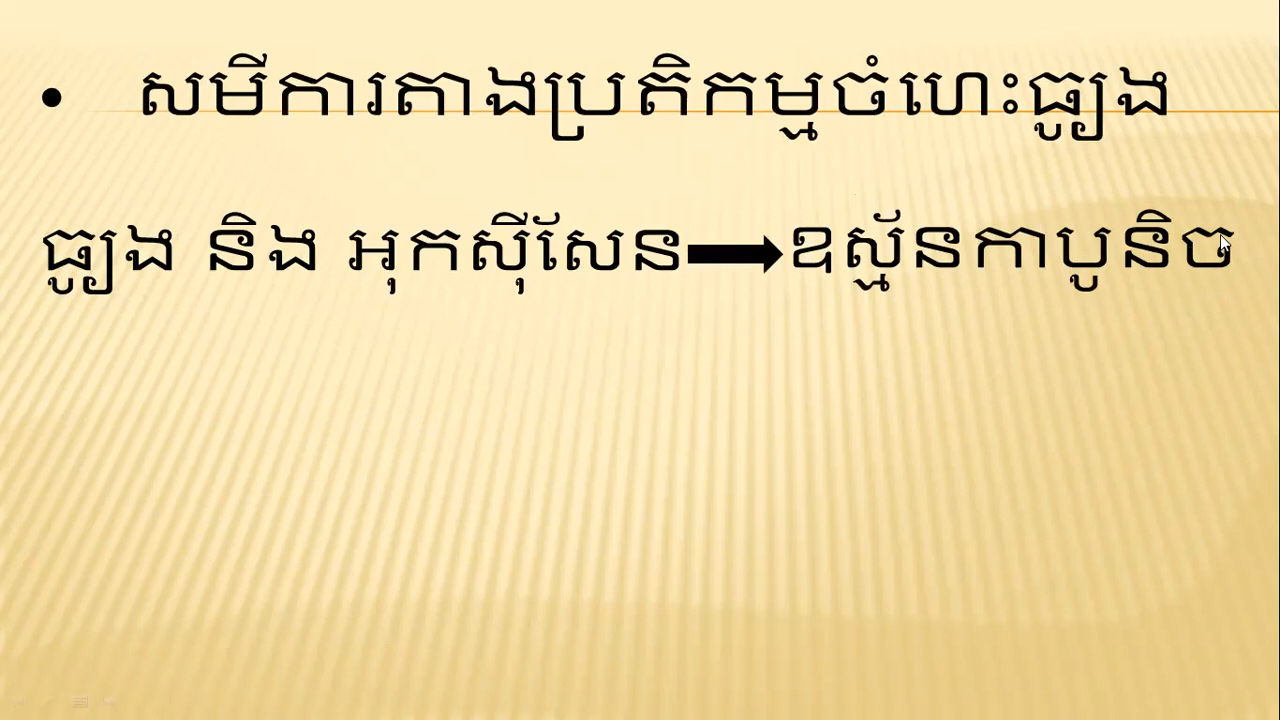 • សមីការតាងប្រតិកម្មចំហេះធ្យូង
ធ្យូង និង អុកស៊ីសែន➡ឧស្ម័នកាបូនិច